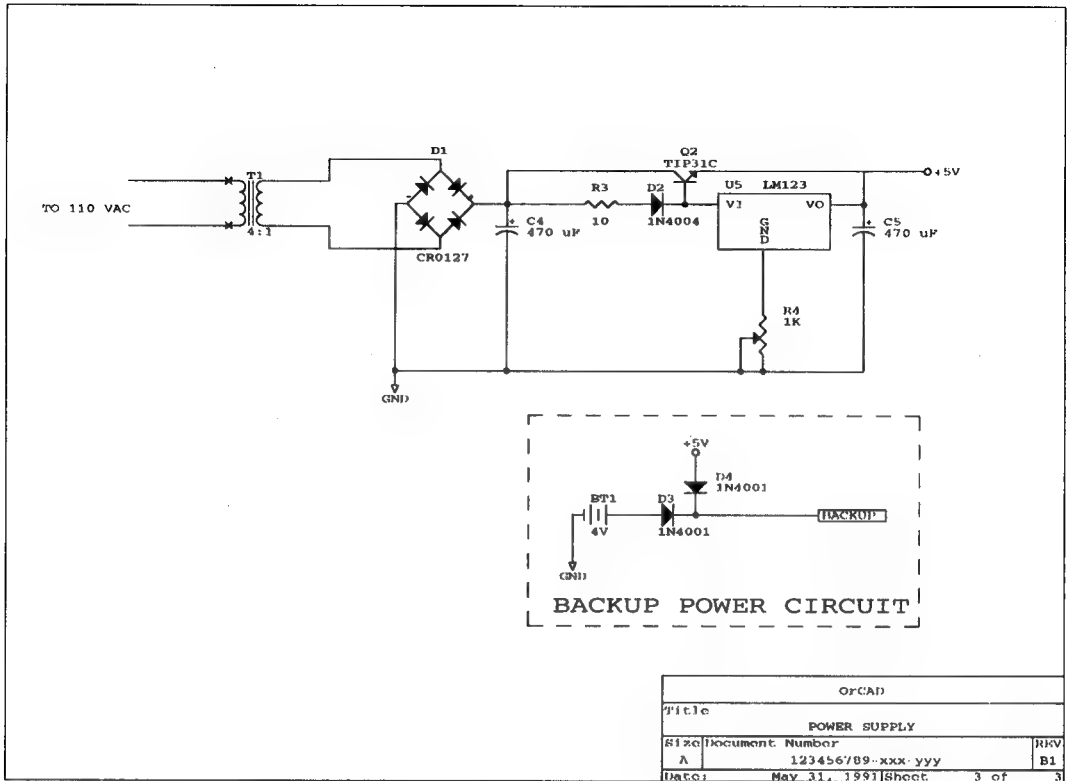 D1
Q2
TIP31C
T1
R3
D2
U5
LM123
+5V
TO 110 VAC
VI
VO
GND
C4
470 uF
10
1N4004
C5
470 uF
4:1
CR0127
R4
1K
GND
+5V
D4
1N4001
BT1
D3
BACKUP
4V
1N4001
GND
BACKUP POWER CIRCUIT
OrCAD
Title
POWER SUPPLY
Size Document Number REV
A 123456789-xxx-yyy B1
Date: May 31, 1991 Sheet 3 of 3